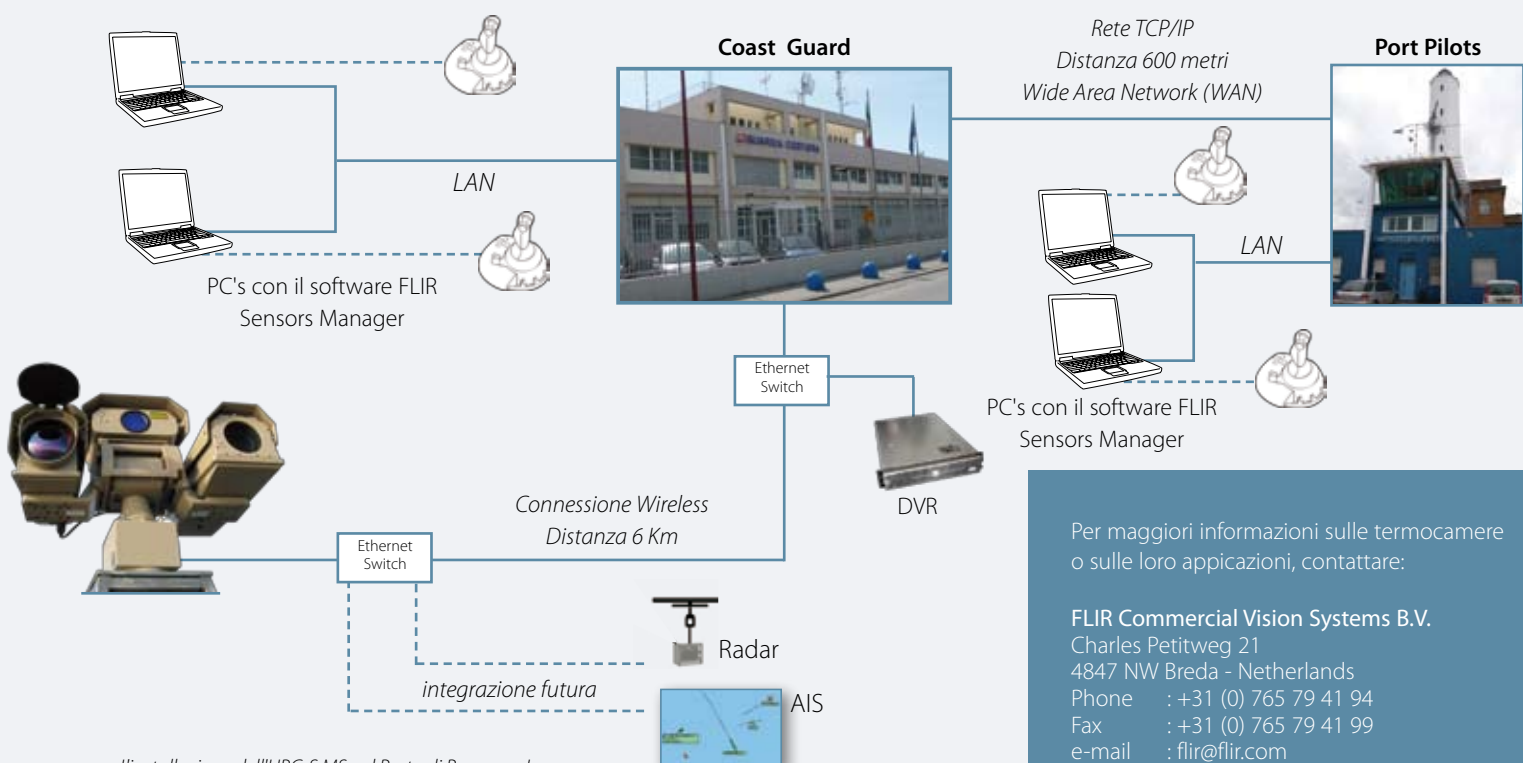 Coast Guard
Rete TCP/IP
Distanza 600 metri
Wide Area Network (WAN)
Port Pilots
LAN
PC's con il software FLIR
Sensors Manager
GUARDIA COSTIERA
LAN
PC's con il software FLIR
Sensors Manager
Ethernet
Switch
DVR
Connessione Wireless
Distanza 6 Km
Ethernet
Switch
Radar
integrazione futura
AIS
Per maggiori informazioni sulle termocamere
o sulle loro appicazioni, contattare:
FLIR Commercial Vision Systems B.V.
Charles Petitweg 21
4847 NW Breda - Netherlands
Phone : +31 (0) 765 79 41 94
Fax : +31 (0) 765 79 41 99
e-mail : flir@flir.com